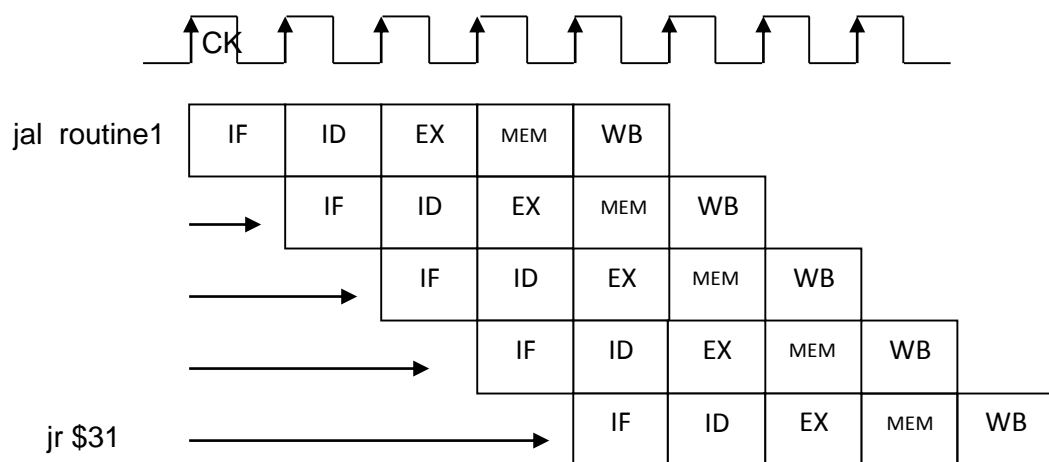 CK
jal routine1 IF ID EX MEM WB
IF ID EX MEM WB
IF ID EX MEM WB
IF ID EX MEM WB
jr $31 IF ID EX MEM WB